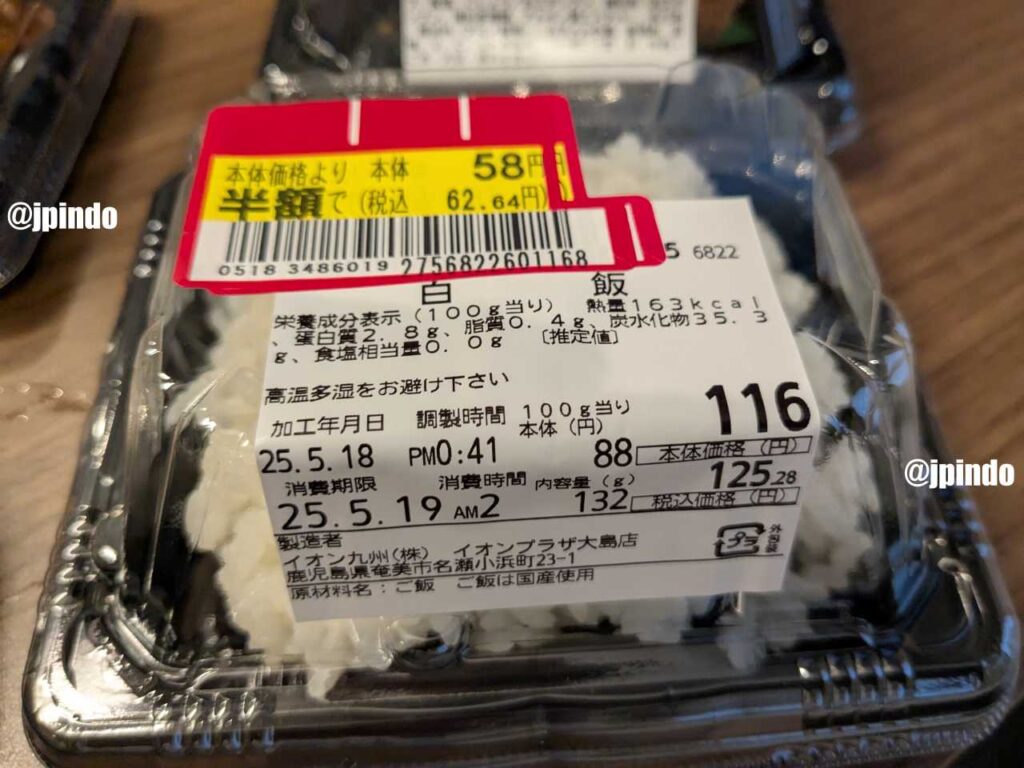 本体価格より 本体 58円
半額で (税込 62.64円)
0518 3486019 2756822601168
@jpindo
5 6822
白 飯
栄養成分表示(100g当り) 熱量163kcal
、蛋白質2.8g、脂質0.4g、炭水化物35.3
g、食塩相当量0.0g [推定値]
高温多湿をお避け下さい
加工年月日 調製時間 100g当り 116
本体(円)
25.5.18 PM0:41 88 本体価格(円)
消費期限 消費時間 内容量(g) 125.28
25.5.19 AM2 132 税込価格(円)
@jpindo
製造者
イオン九州(株) イオンプラザ大島店
鹿児島県奄美市名瀬小浜町23-1
原材料名:ご飯 ご飯は国産使用
プラ
外包装